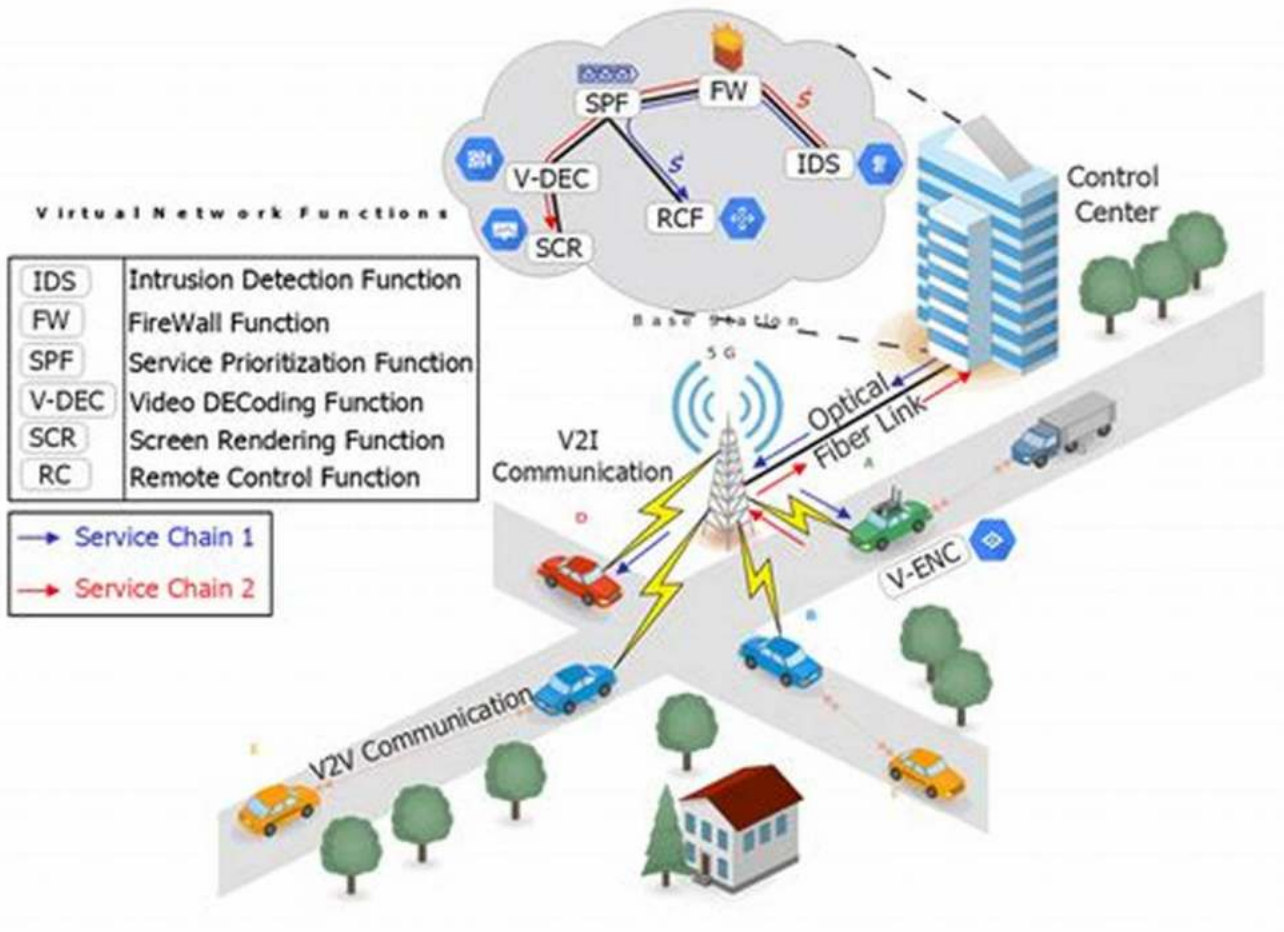 SPF
FW
Ś
V-DEC
Ś
IDS
RCF
SCR
Control
Center
Virtual Network Functions
IDS Intrusion Detection Function
FW FireWall Function
SPF Service Prioritization Function
V-DEC Video DECoding Function
SCR Screen Rendering Function
RC Remote Control Function
Service Chain 1
Service Chain 2
Base Station
5G
Optical
Fiber Link
V2I
Communication
A
D
V-ENC
B
V2V Communication
E